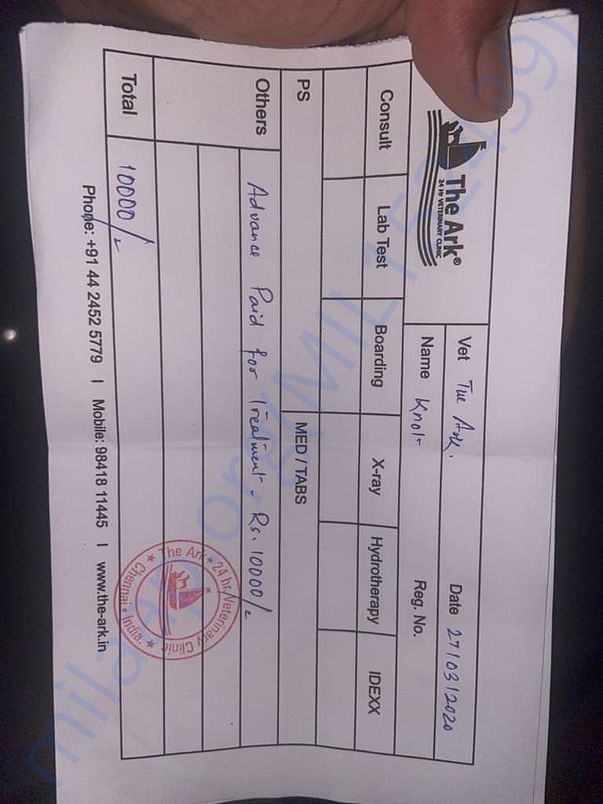 The Ark®
24 Hr VETERINARY CLINIC
Vet The Ark.
Date 27/03/2020
Name Knolt
Reg. No.
Consult
Lab Test
Boarding
X-ray
Hydrotherapy
IDEXX
PS
MED / TABS
Others
Advance Paid for Treatment. Rs. 10000/-
Total
10000/-
The Ark ★ 24 hr. Veterinary Clinic ★
Chennai • India.
Phone: +91 44 2452 5779 I Mobile: 98418 11445 I www.the-ark.in